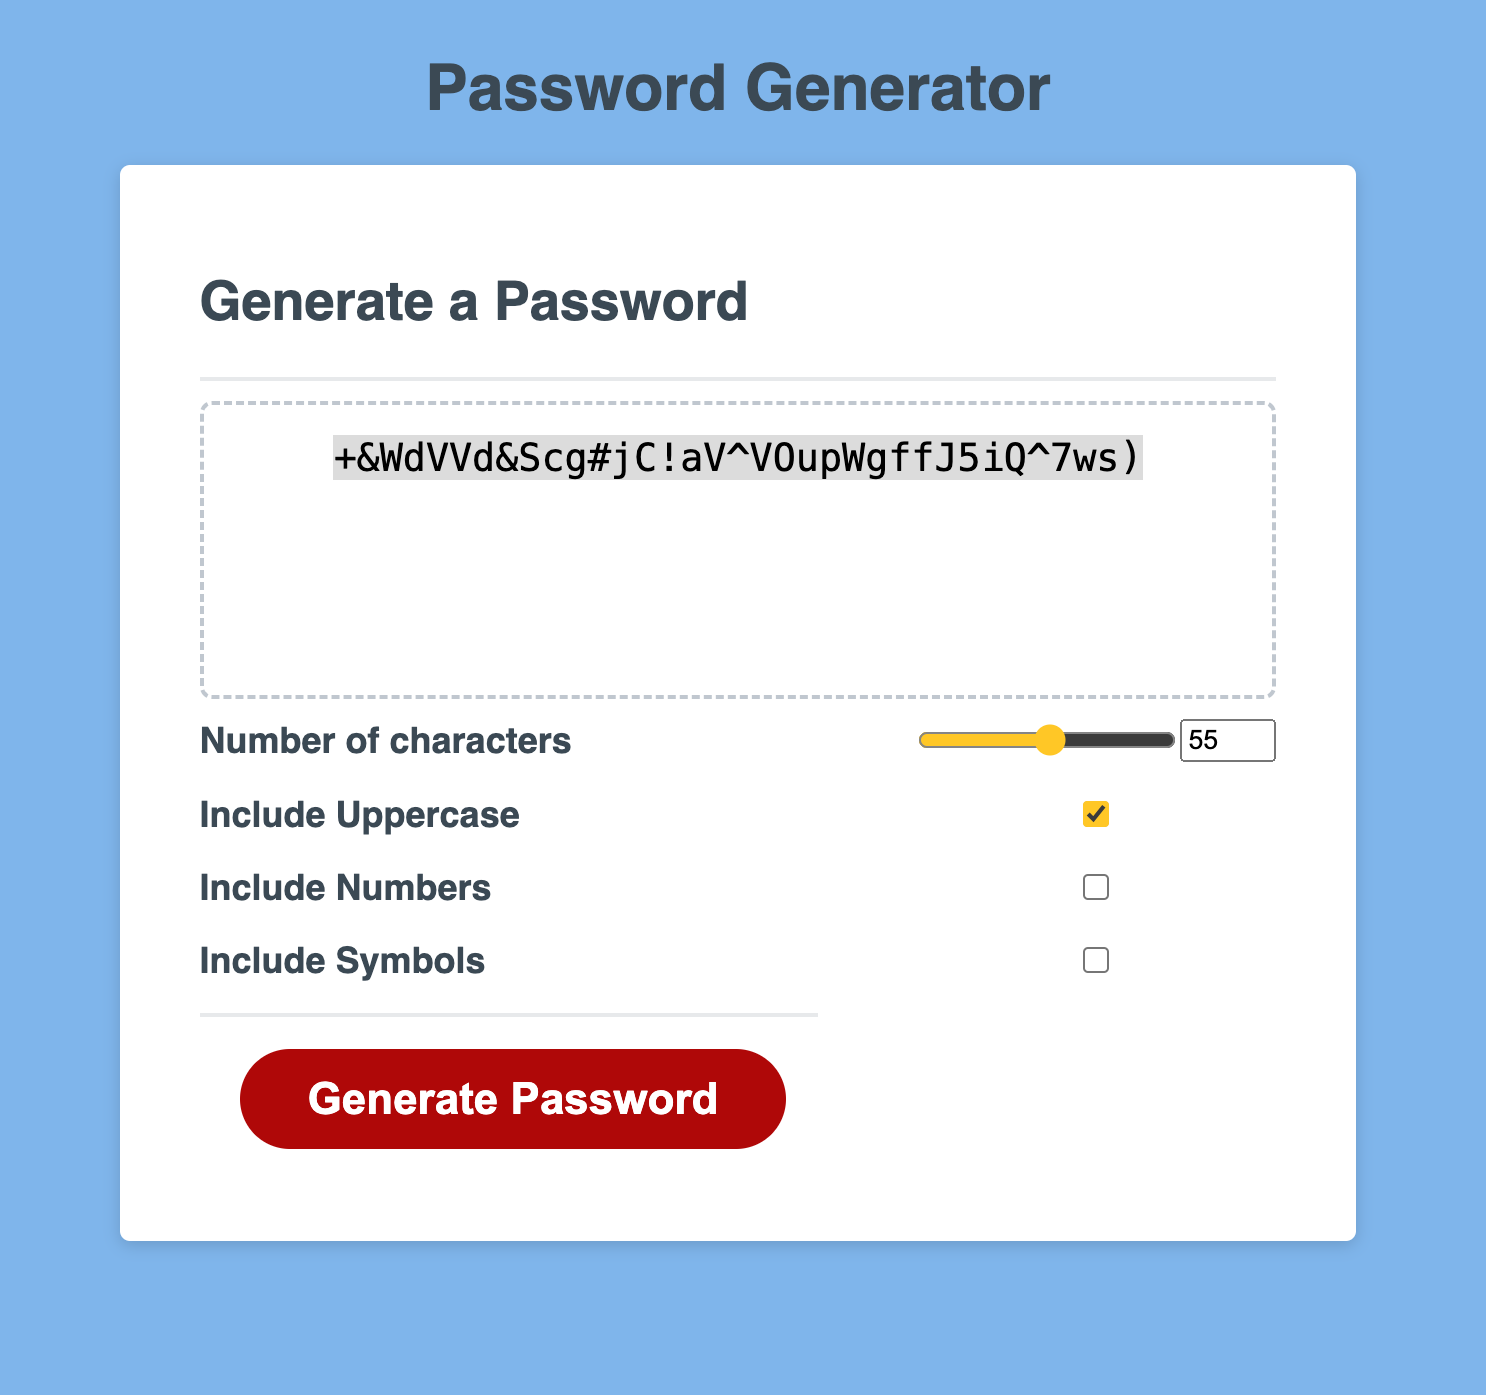 Password Generator
Generate a Password
+&WdVVd&Scg#jC!aV^VOupWgffJ5iQ^7ws)
Number of characters 55
Include Uppercase
Include Numbers
Include Symbols
Generate Password